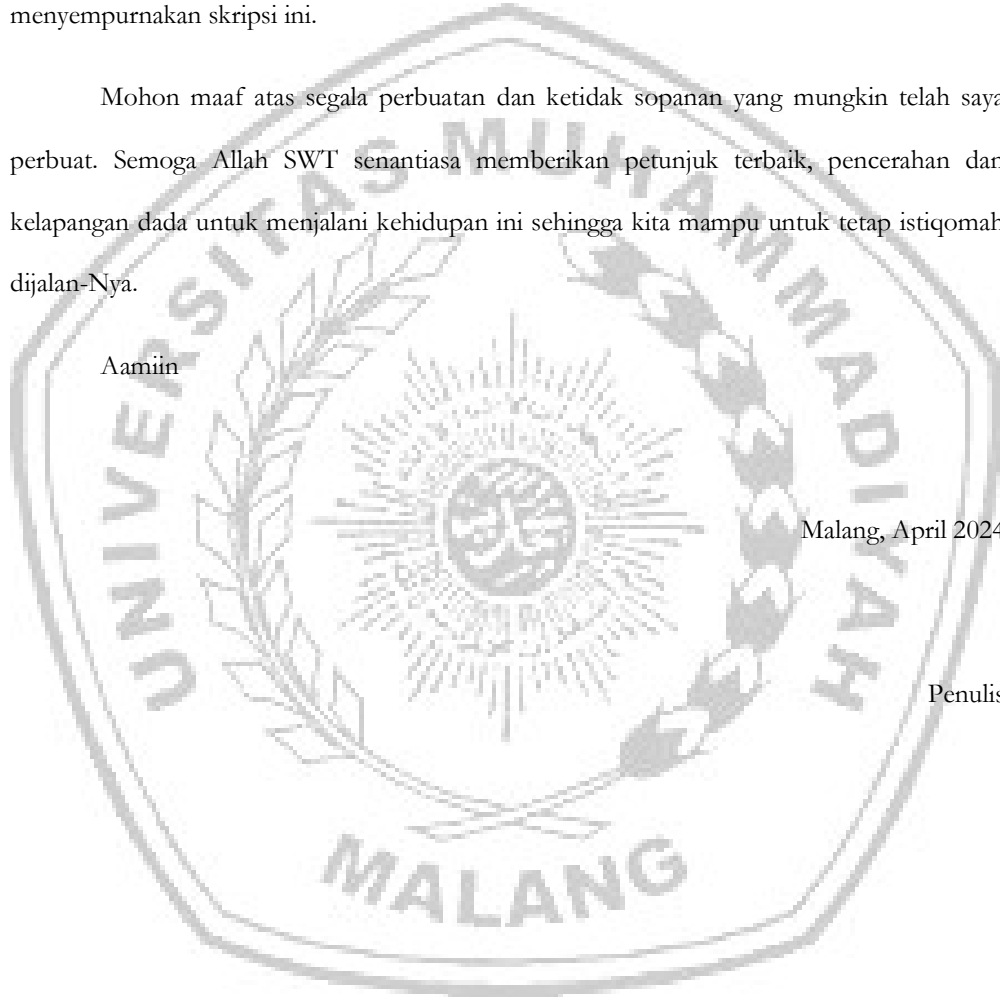 menyempurnakan skripsi ini.
Mohon maaf atas segala perbuatan dan ketidak sopanan yang mungkin telah saya
perbuat. Semoga Allah SWT senantiasa memberikan petunjuk terbaik, pencerahan dan
kelapangan dada untuk menjalani kehidupan ini sehingga kita mampu untuk tetap istiqomah
dijalan-Nya.
Aamiin
Malang, April 2024
Penulis
UNIVERSITAS MUHAMMADIYAH
MALANG